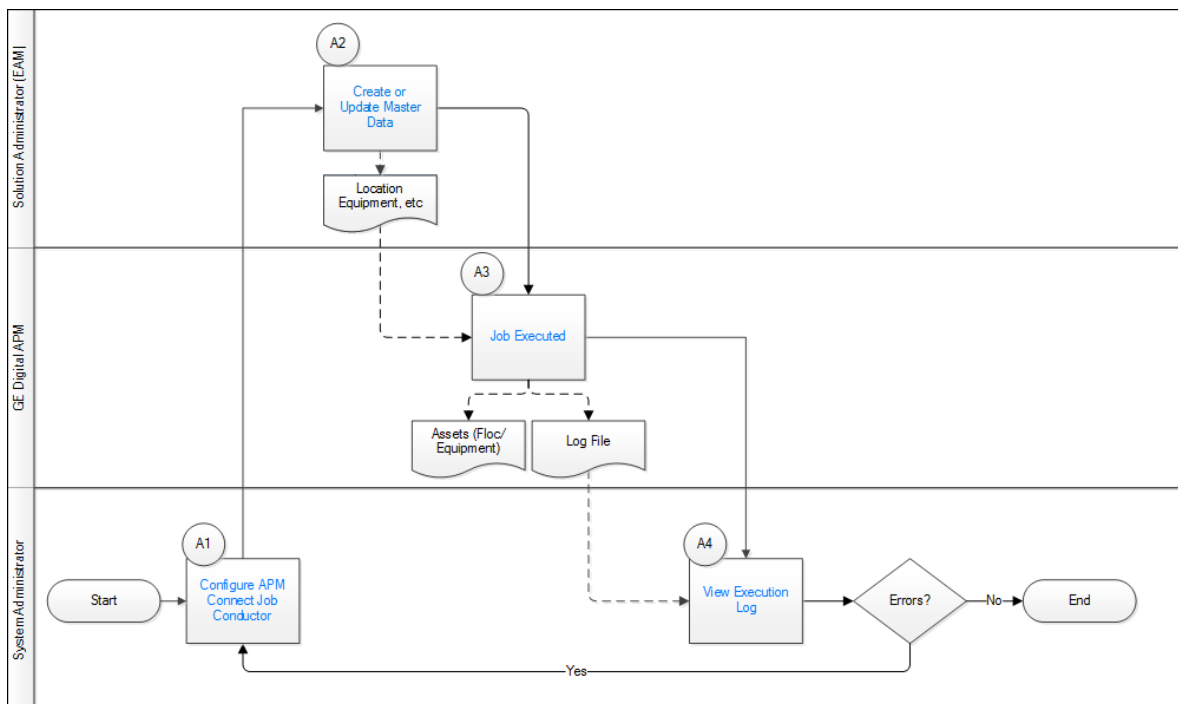 Solution Administrator (EAM)
A2
Create or
Update Master
Data
Location
Equipment, etc
GE Digital APM
A3
Job Executed
Assets (Floc/
Equipment)
Log File
System Administrator
Start
A1
Configure APM
Connect Job
Conductor
A4
View Execution
Log
Errors?
No
End
Yes